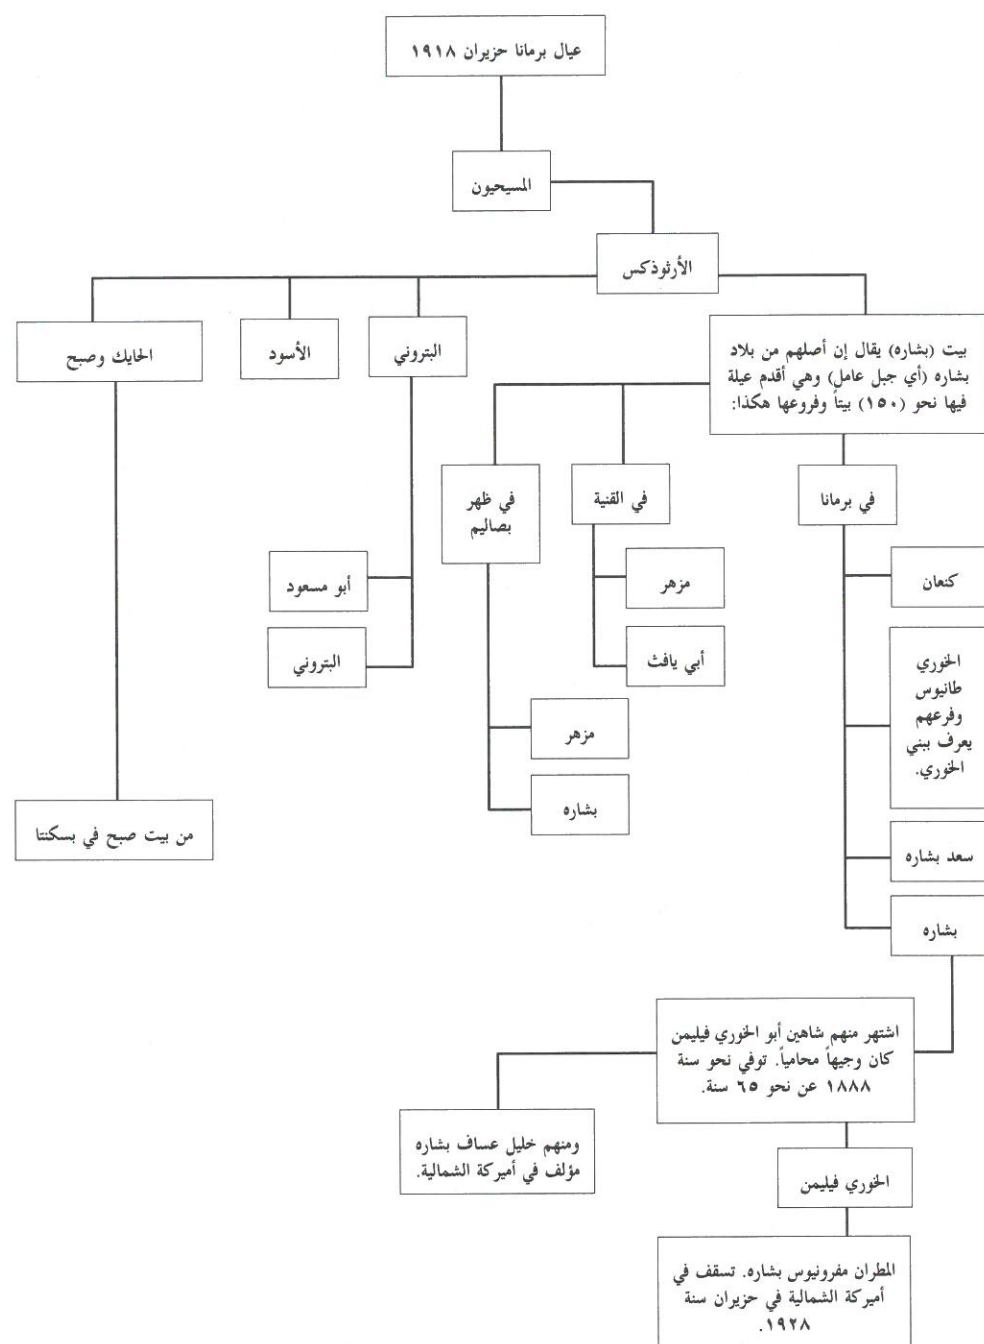 عيال برمانا حزيران ١٩١٨
المسيحيون
الأرثوذكس
بيت (بشاره) يقال إن أصلهم من بلاد
بشاره (أي جبل عامل) وهي أقدم عيلة
فيها نحو (١٥٠) بيتاً وفروعها هكذا:
البتروني
الأسود
الحايك وصبح
في برمانا
في القنية
في ظهر
بصاليم
كنعان
مزهر
أبو مسعود
الخوري
طانيوس
وفرعهم
يعرف ببني
الخوري.
أبي يافث
البتروني
مزهر
بشاره
من بيت صبح في بسكنتا
سعد بشاره
بشاره
اشتهر منهم شاهين أبو الخوري فيليمن
كان وجيهاً محامياً. توفي نحو سنة
١٨٨٨ عن نحو ٦٥ سنة.
ومنهم خليل عساف بشاره
مؤلف في أميركة الشمالية.
الخوري فيليمن
المطران مفرونيوس بشاره. تسقف في
أميركة الشمالية في حزيران سنة
١٩٢٨.